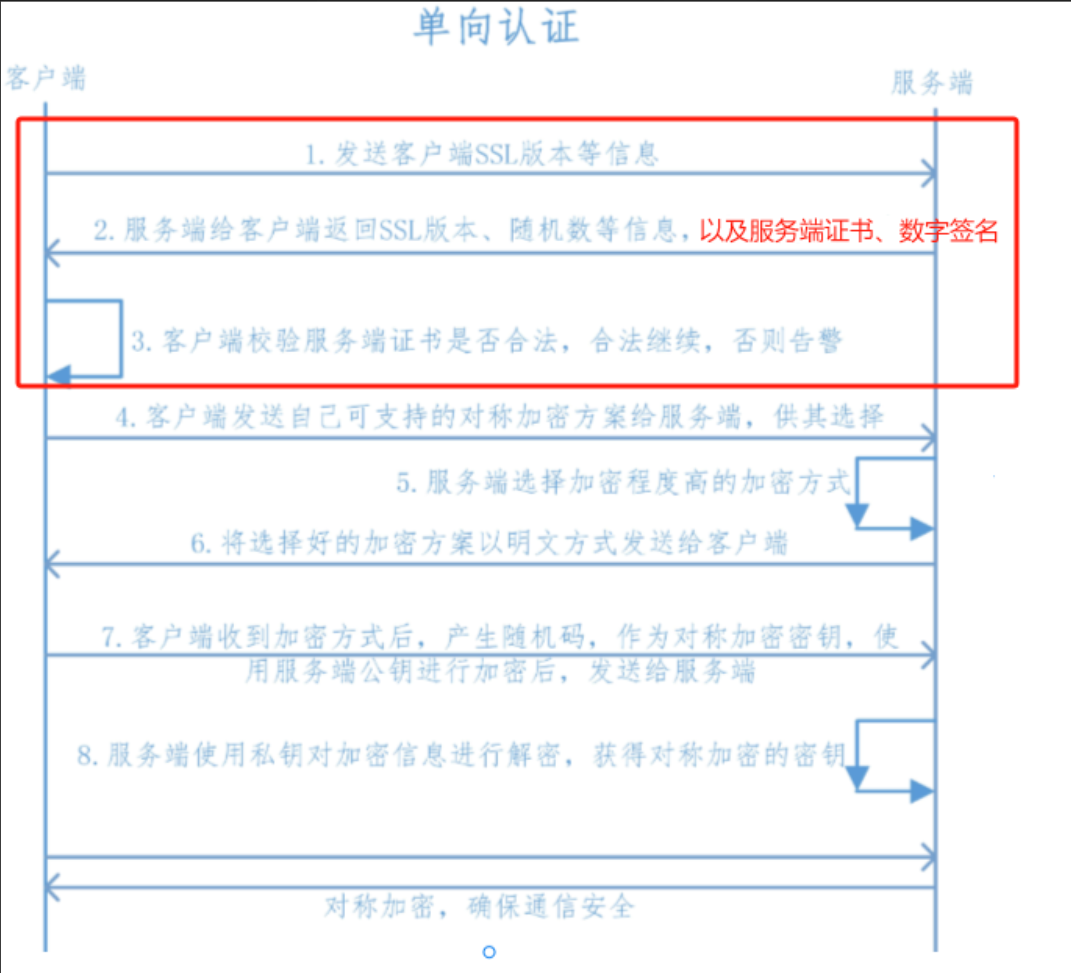 单向认证
客户端
服务端
1.发送客户端SSL版本等信息
2.服务端给客户端返回SSL版本、随机数等信息，以及服务端证书、数字签名
3.客户端校验服务端证书是否合法，合法继续，否则告警
4.客户端发送自己可支持的对称加密方案给服务端，供其选择
5.服务端选择加密程度高的加密方式
6.将选择好的加密方案以明文方式发送给客户端
7.客户端收到加密方式后，产生随机码，作为对称加密密钥，使
用服务端公钥进行加密后，发送给服务端
8.服务端使用私钥对加密信息进行解密，获得对称加密的密钥
对称加密，确保通信安全